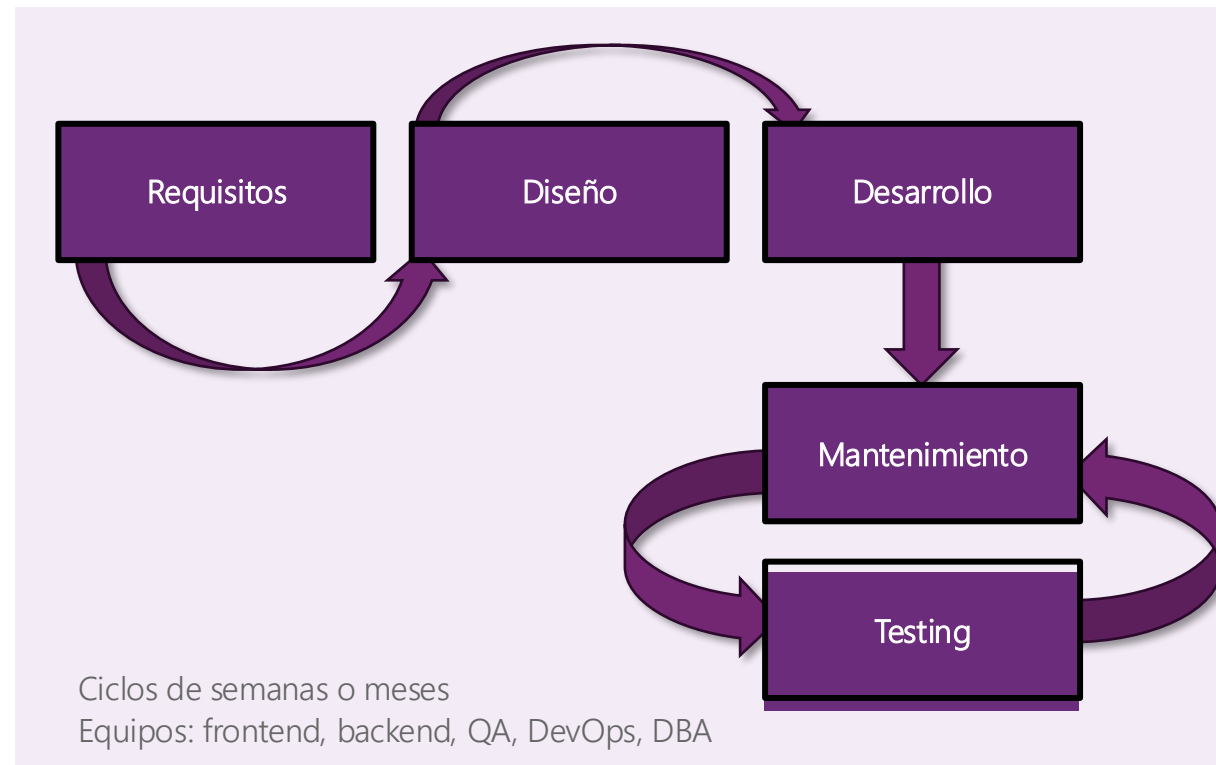 Requisitos
Diseño
Desarrollo
Mantenimiento
Testing
Ciclos de semanas o meses
Equipos: frontend, backend, QA, DevOps, DBA